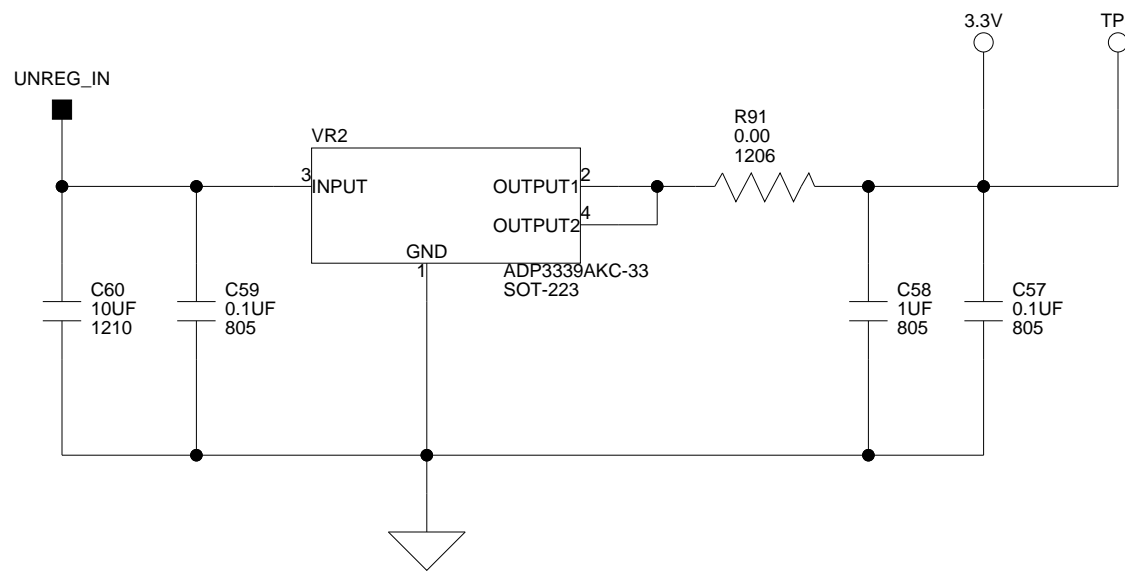 3.3V
TP
UNREG_IN
R91
0.00
1206
VR2
3
INPUT
OUTPUT1
2
OUTPUT2
4
GND
1
ADP3339AKC-33
SOT-223
C60
10UF
1210
C59
0.1UF
805
C58
1UF
805
C57
0.1UF
805